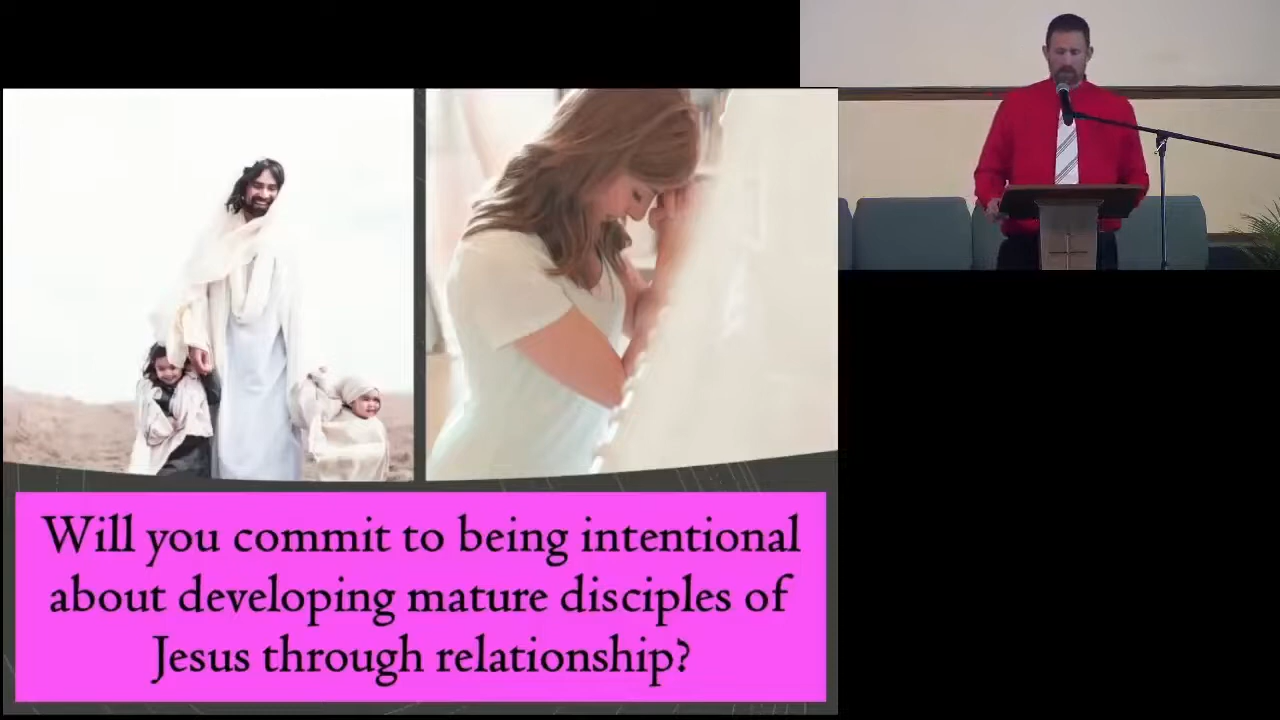 Will you commit to being intentional
about developing mature disciples of
Jesus through relationship?